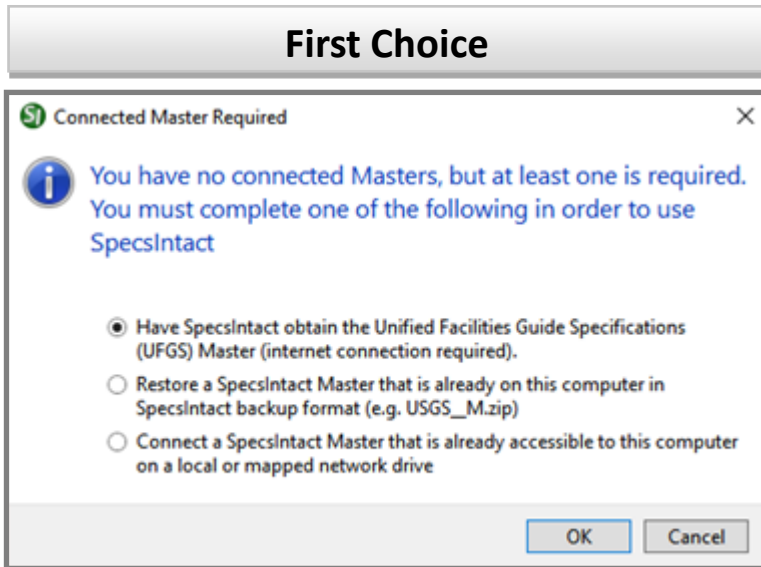 First Choice
SI Connected Master Required
You have no connected Masters, but at least one is required.
You must complete one of the following in order to use
SpecsIntact
Have SpecsIntact obtain the Unified Facilities Guide Specifications
(UFGS) Master (internet connection required).
Restore a SpecsIntact Master that is already on this computer in
SpecsIntact backup format (e.g. USGS__M.zip)
Connect a SpecsIntact Master that is already accessible to this computer
on a local or mapped network drive
OK Cancel